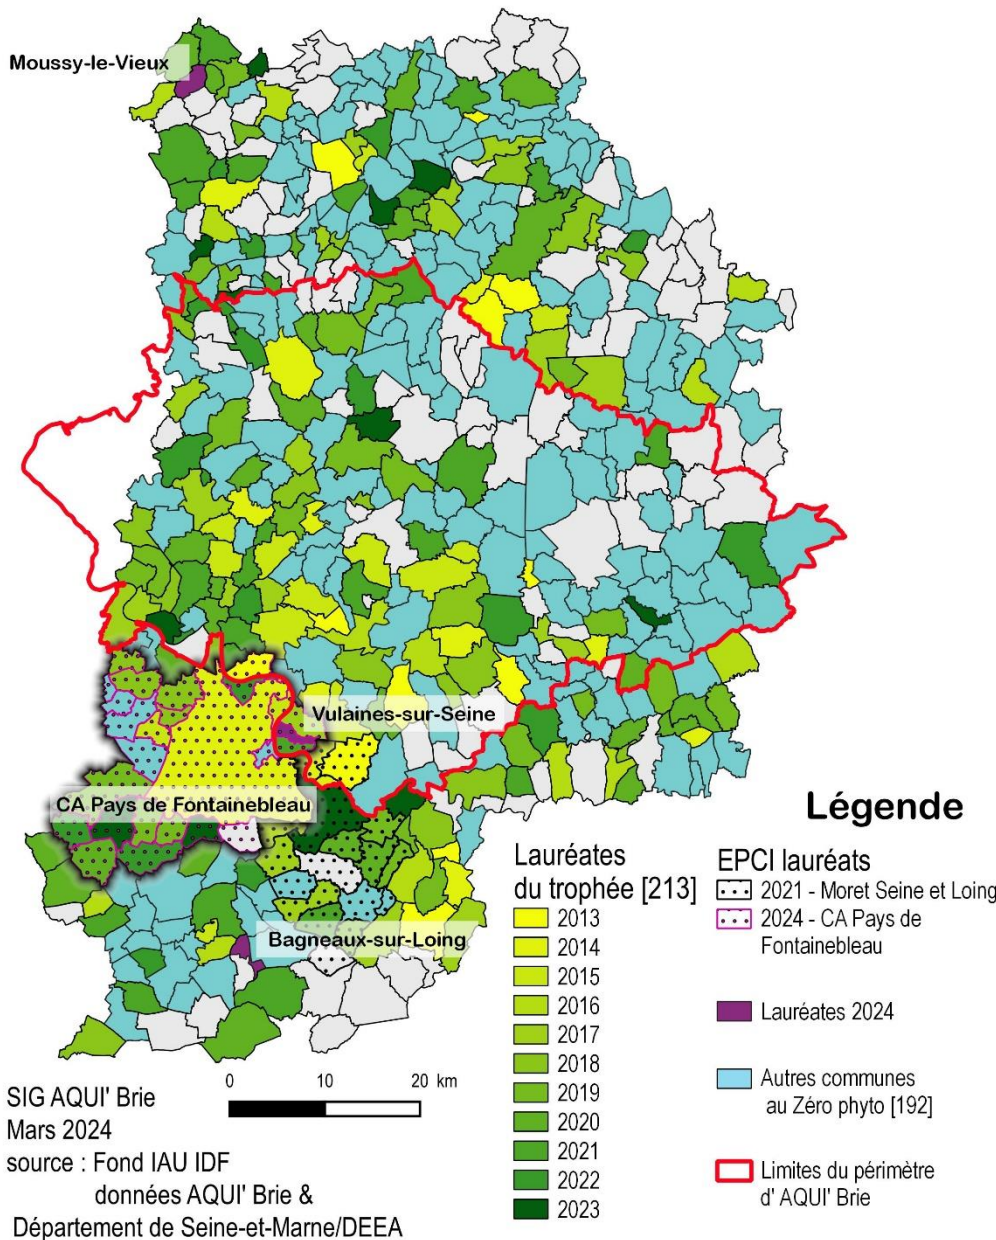 Moussy-le-Vieux
Vulaines-sur-Seine
CA Pays de Fontainebleau
Bagneaux-sur-Loing
Légende
Lauréates
du trophée [213]
2013
2014
2015
2016
2017
2018
2019
2020
2021
2022
2023
EPCI lauréats
2021 - Moret Seine et Loing
2024 - CA Pays de
Fontainebleau
Lauréates 2024
Autres communes
au Zéro phyto [192]
Limites du périmètre
d' AQUI' Brie
0 10 20 km
SIG AQUI' Brie
Mars 2024
source : Fond IAU IDF
données AQUI' Brie &
Département de Seine-et-Marne/DEEA